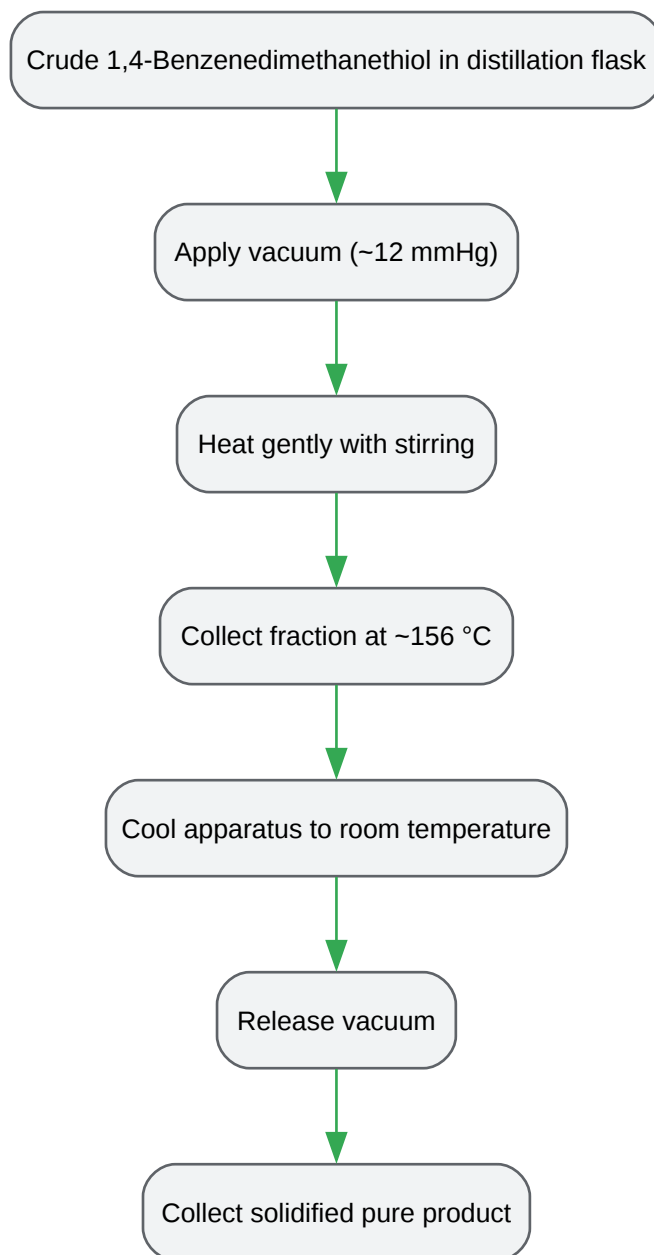 Crude 1,4-Benzenedimethanethiol in distillation flask
Apply vacuum (~12 mmHg)
Heat gently with stirring
Collect fraction at ~156 °C
Cool apparatus to room temperature
Release vacuum
Collect solidified pure product